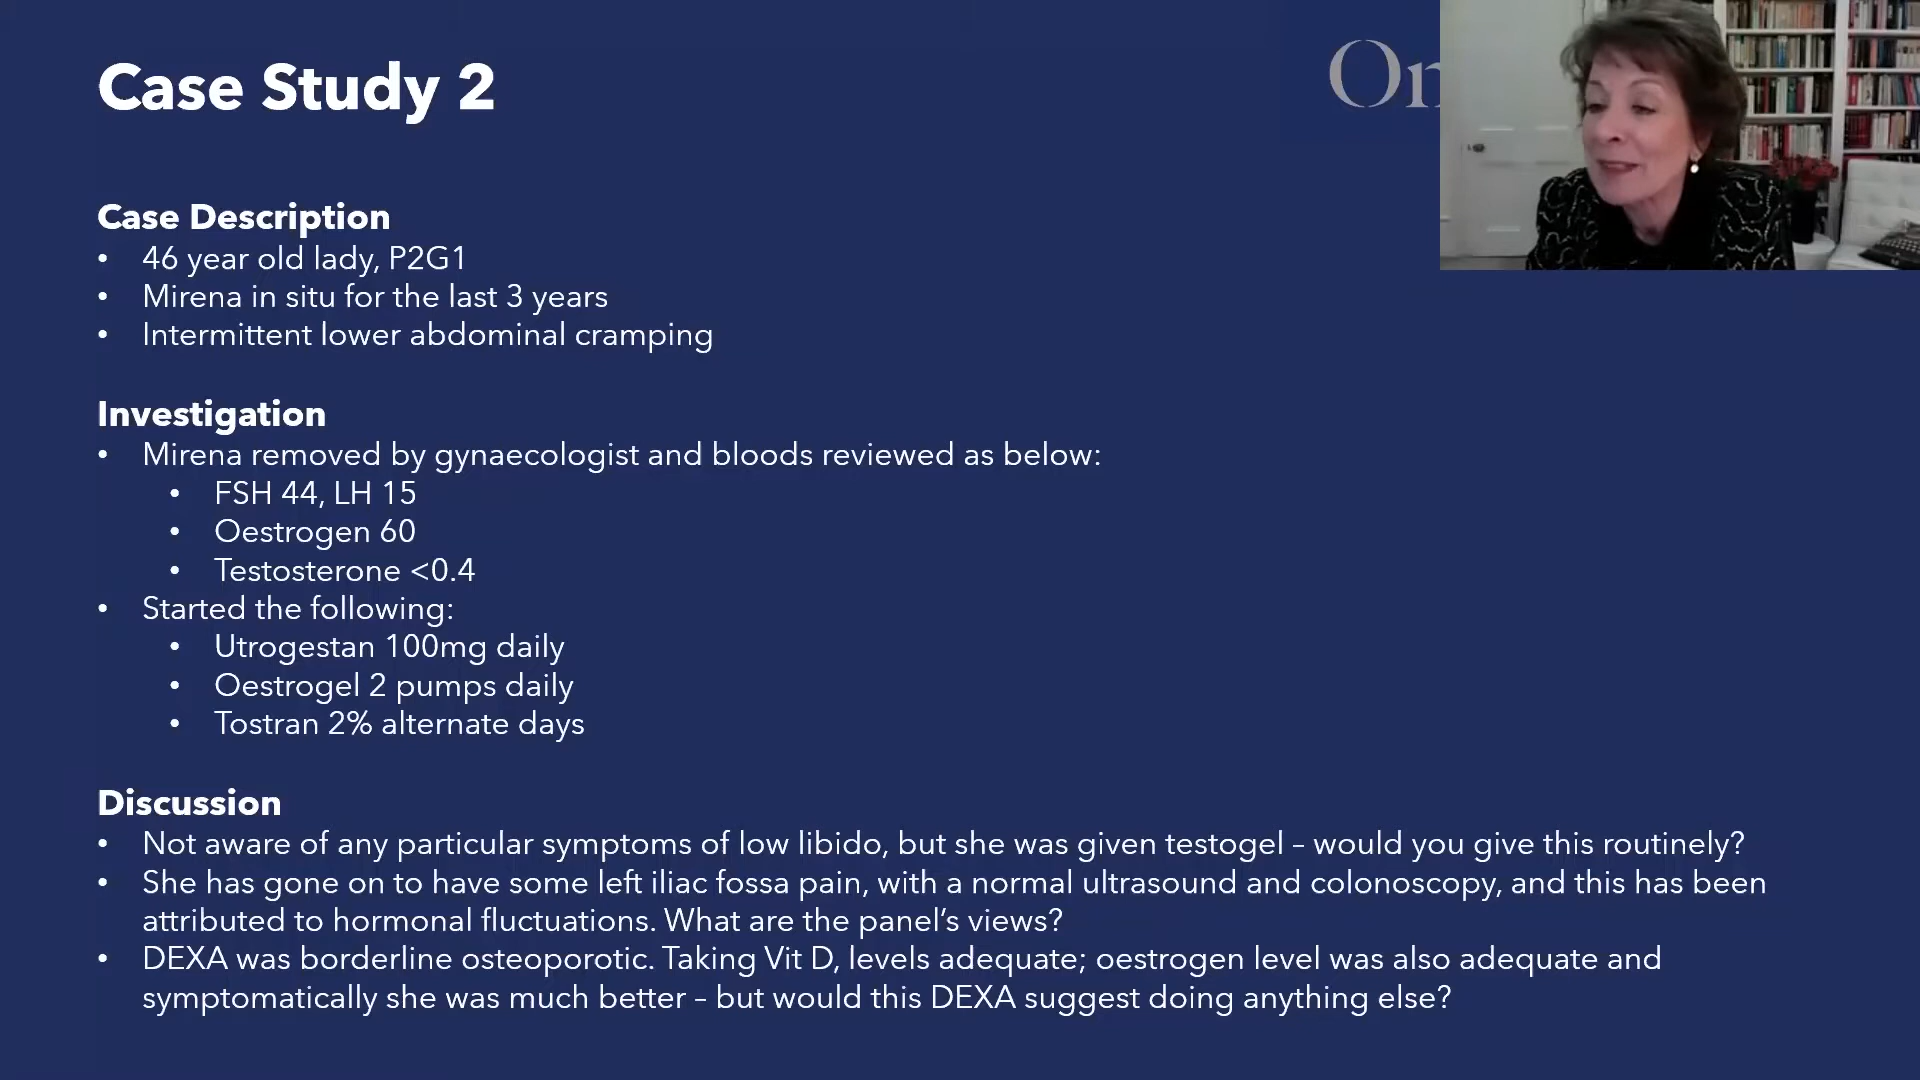 Case Study 2
On
Case Description
• 46 year old lady, P2G1
• Mirena in situ for the last 3 years
• Intermittent lower abdominal cramping
Investigation
• Mirena removed by gynaecologist and bloods reviewed as below:
• FSH 44, LH 15
• Oestrogen 60
• Testosterone <0.4
• Started the following:
• Utrogestan 100mg daily
• Oestrogel 2 pumps daily
• Tostran 2% alternate days
Discussion
• Not aware of any particular symptoms of low libido, but she was given testogel – would you give this routinely?
• She has gone on to have some left iliac fossa pain, with a normal ultrasound and colonoscopy, and this has been
attributed to hormonal fluctuations. What are the panel’s views?
• DEXA was borderline osteoporotic. Taking Vit D, levels adequate; oestrogen level was also adequate and
symptomatically she was much better – but would this DEXA suggest doing anything else?